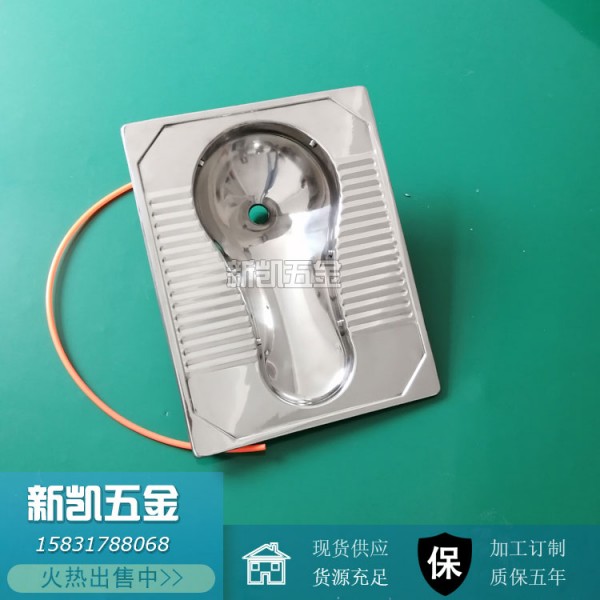 新凯五金
新凯五金
15831788068
火热出售中>>
现货供应
货源充足
保
加工订制
质保五年